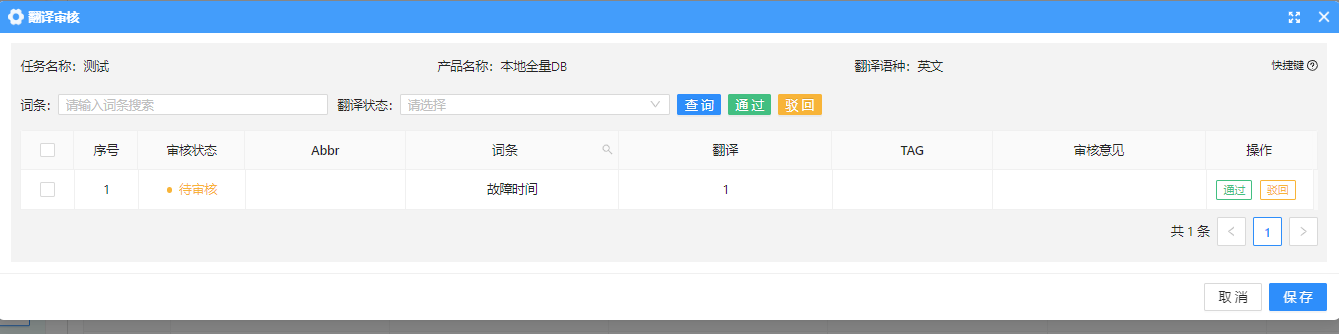 翻译审核
任务名称：测试 产品名称：本地全量DB 翻译语种：英文 快捷键
词条： 请输入词条搜索 翻译状态： 请选择 查询 通过 驳回
序号 审核状态 Abbr 词条 翻译 TAG 审核意见 操作
1 待审核 故障时间 1 通过 驳回
共 1 条 1
取消 保存